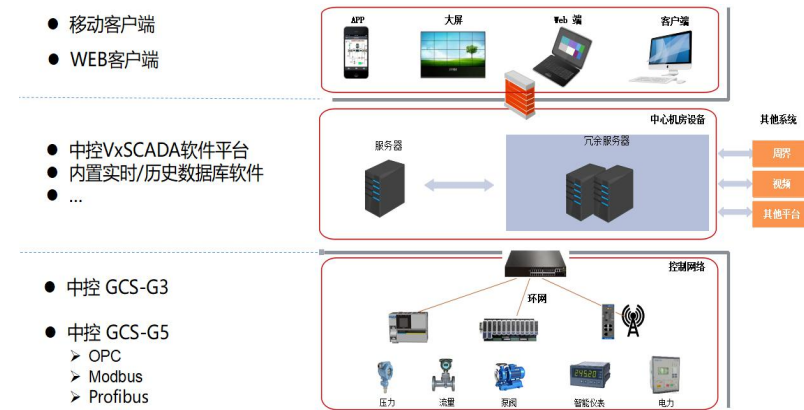 移动客户端
WEB客户端
APP
大屏
Web 端
客户端
中控VxSCADA软件平台
内置实时/历史数据库软件
...
中心机房设备
服务器
冗余服务器
其他系统
周界
视频
其他平台
中控 GCS-G3
中控 GCS-G5
OPC
Modbus
Profibus
控制网络
环网
24520
压力
流量
泵阀
智能仪表
电力